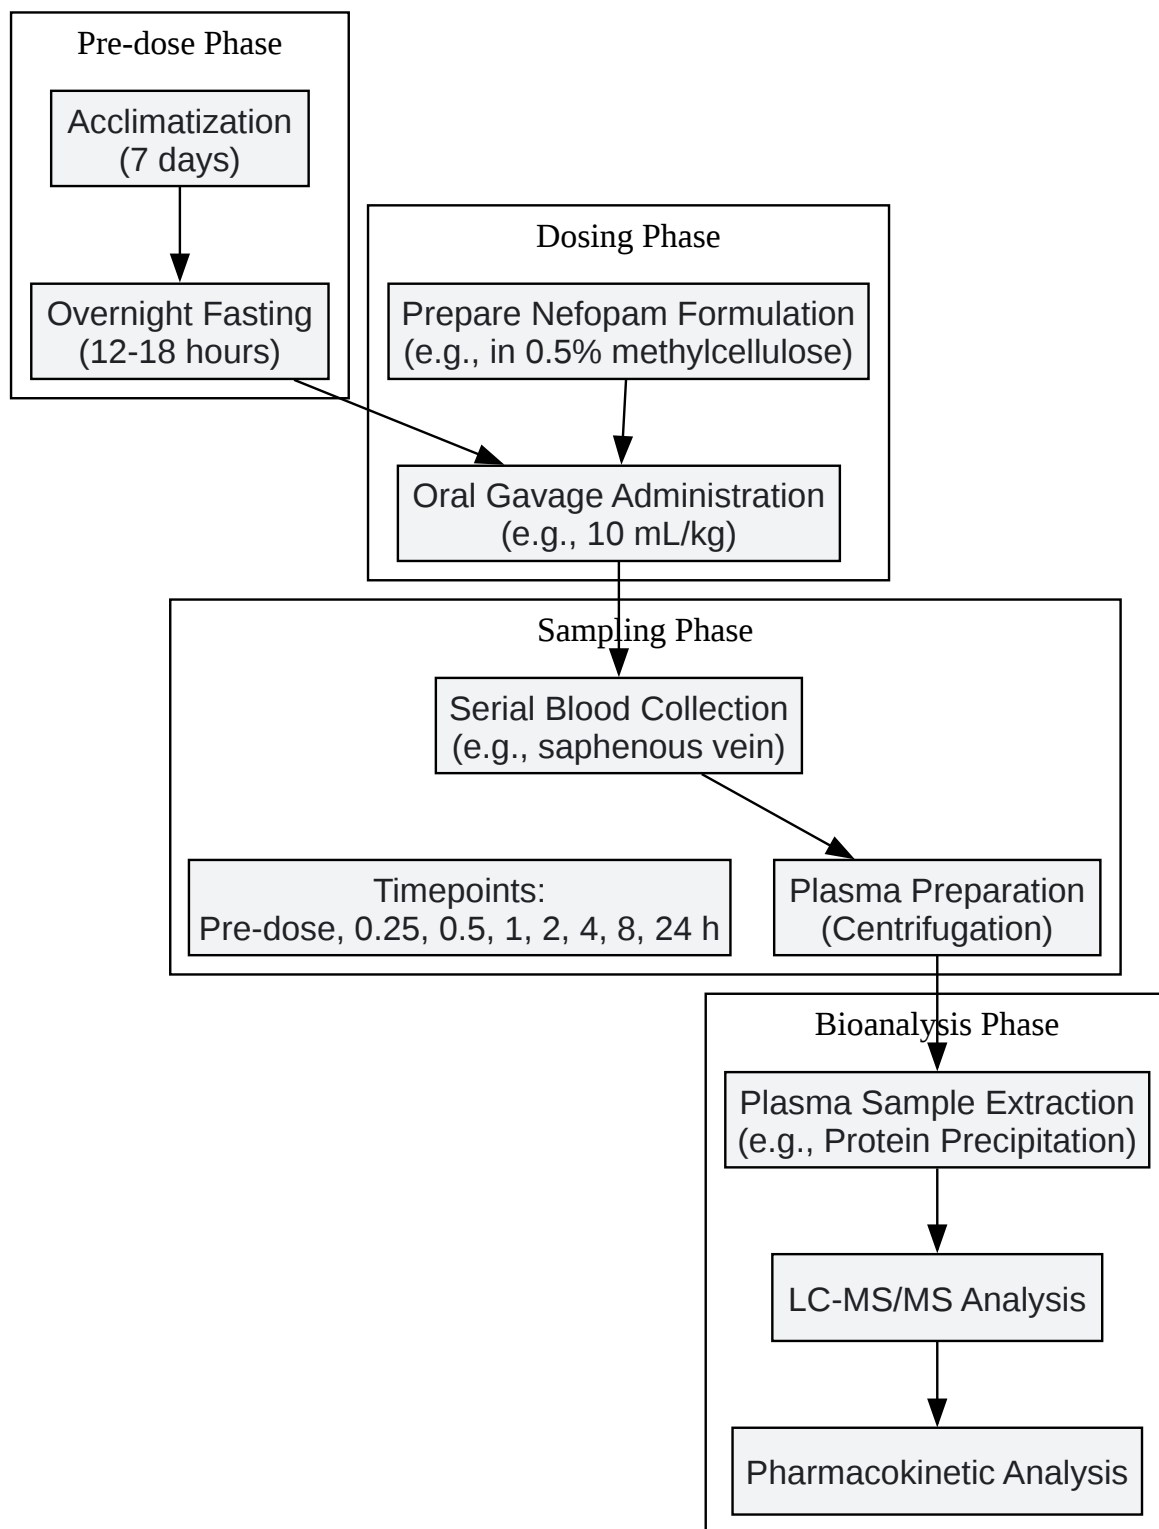 Pre-dose Phase
Acclimatization
(7 days)
Overnight Fasting
(12-18 hours)
Dosing Phase
Prepare Nefopam Formulation
(e.g., in 0.5% methylcellulose)
Oral Gavage Administration
(e.g., 10 mL/kg)
Sampling Phase
Serial Blood Collection
(e.g., saphenous vein)
Timepoints:
Pre-dose, 0.25, 0.5, 1, 2, 4, 8, 24 h
Plasma Preparation
(Centrifugation)
Bioanalysis Phase
Plasma Sample Extraction
(e.g., Protein Precipitation)
LC-MS/MS Analysis
Pharmacokinetic Analysis